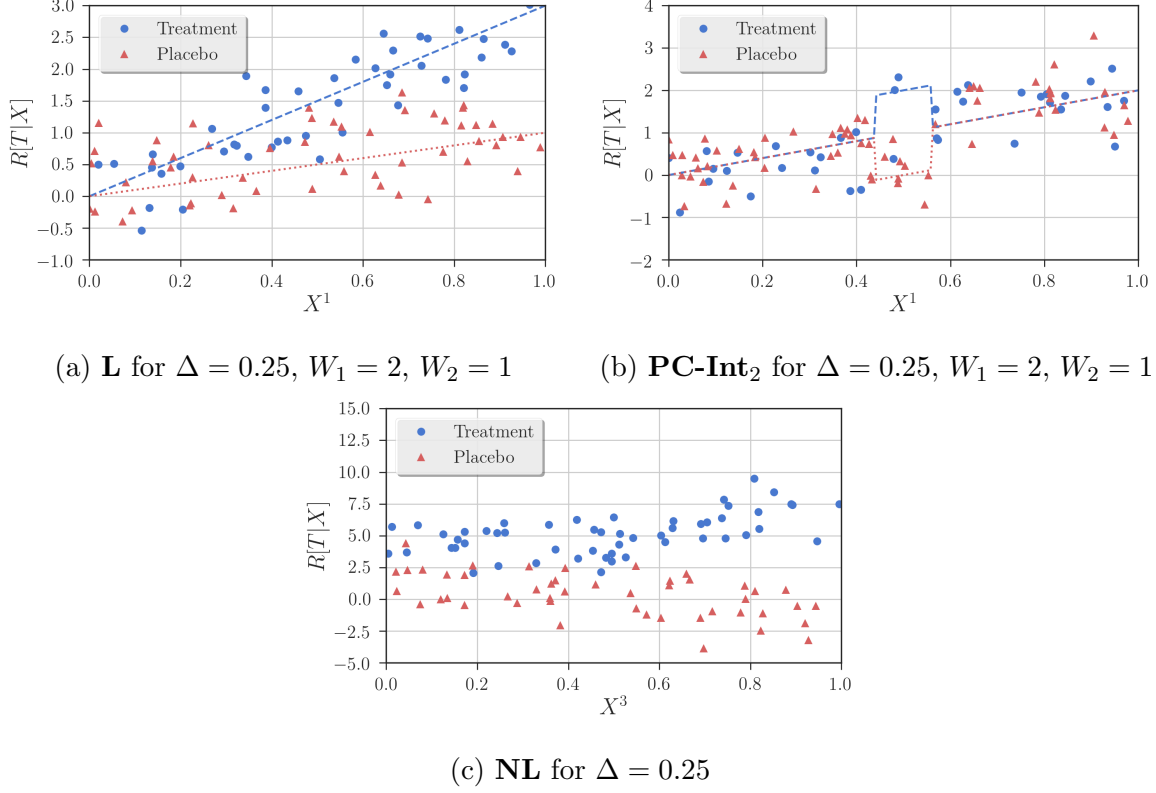 3.0
2.5
2.0
1.5
1.0
0.5
0.0
−0.5
−1.0
R[T|X]
Treatment
Placebo
0.0 0.2 0.4 0.6 0.8 1.0
X^1
(a) L for Δ = 0.25, W_1 = 2, W_2 = 1
4
3
2
1
0
−1
−2
R[T|X]
Treatment
Placebo
0.0 0.2 0.4 0.6 0.8 1.0
X^1
(b) PC-Int_2 for Δ = 0.25, W_1 = 2, W_2 = 1
15.0
12.5
10.0
7.5
5.0
2.5
0.0
−2.5
−5.0
R[T|X]
Treatment
Placebo
0.0 0.2 0.4 0.6 0.8 1.0
X^3
(c) NL for Δ = 0.25